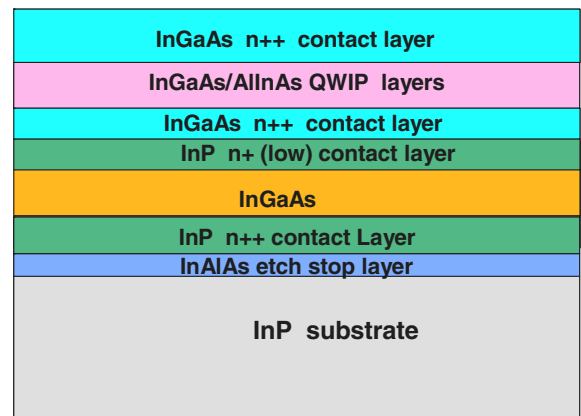 InGaAs n++ contact layer
InGaAs/AlInAs QWIP layers
InGaAs n++ contact layer
InP n+ (low) contact layer
InGaAs
InP n++ contact Layer
InAlAs etch stop layer
InP substrate